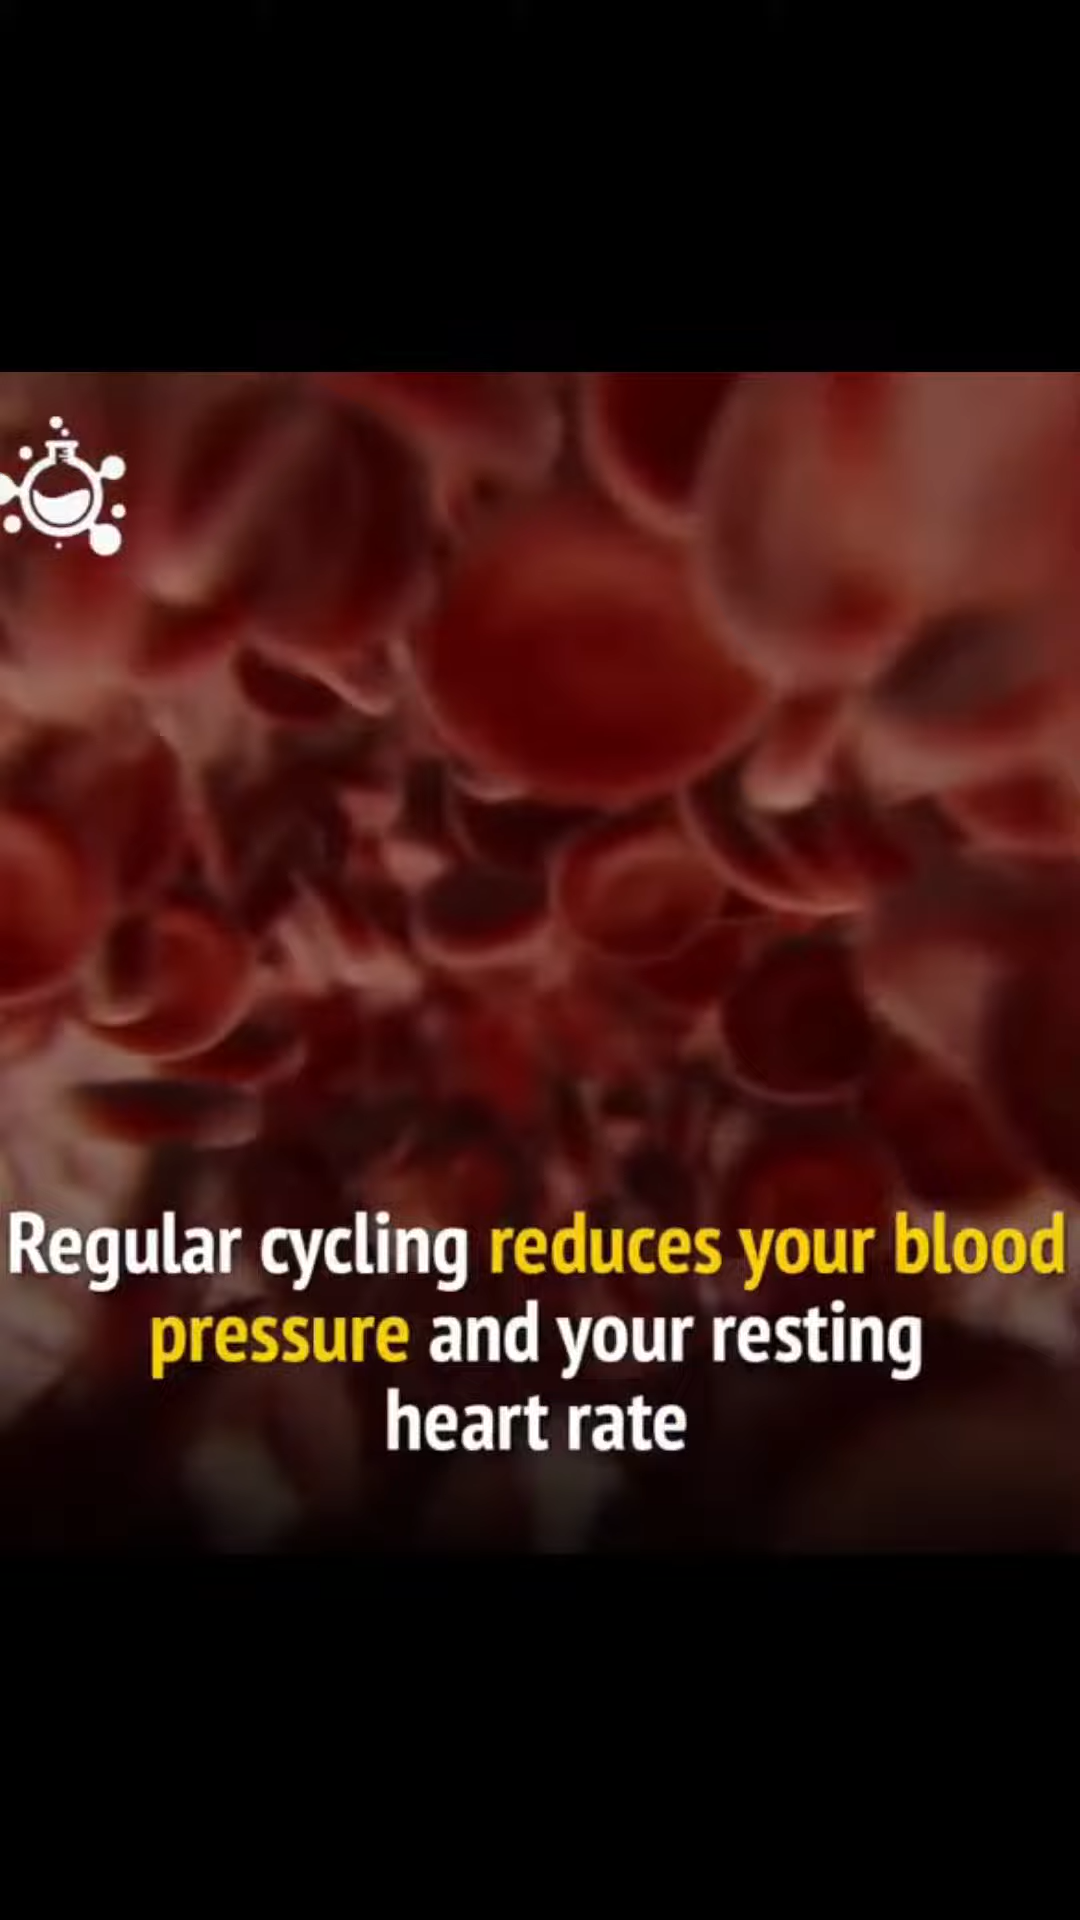 Regular cycling reduces your blood
pressure and your resting
heart rate